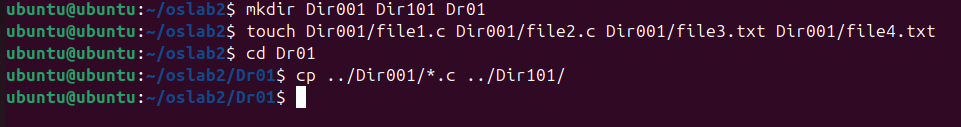 ubuntu@ubuntu:~/oslab2$ mkdir Dir001 Dir101 Dr01
ubuntu@ubuntu:~/oslab2$ touch Dir001/file1.c Dir001/file2.c Dir001/file3.txt Dir001/file4.txt
ubuntu@ubuntu:~/oslab2$ cd Dr01
ubuntu@ubuntu:~/oslab2/Dr01$ cp ../Dir001/*.c ../Dir101/
ubuntu@ubuntu:~/oslab2/Dr01$